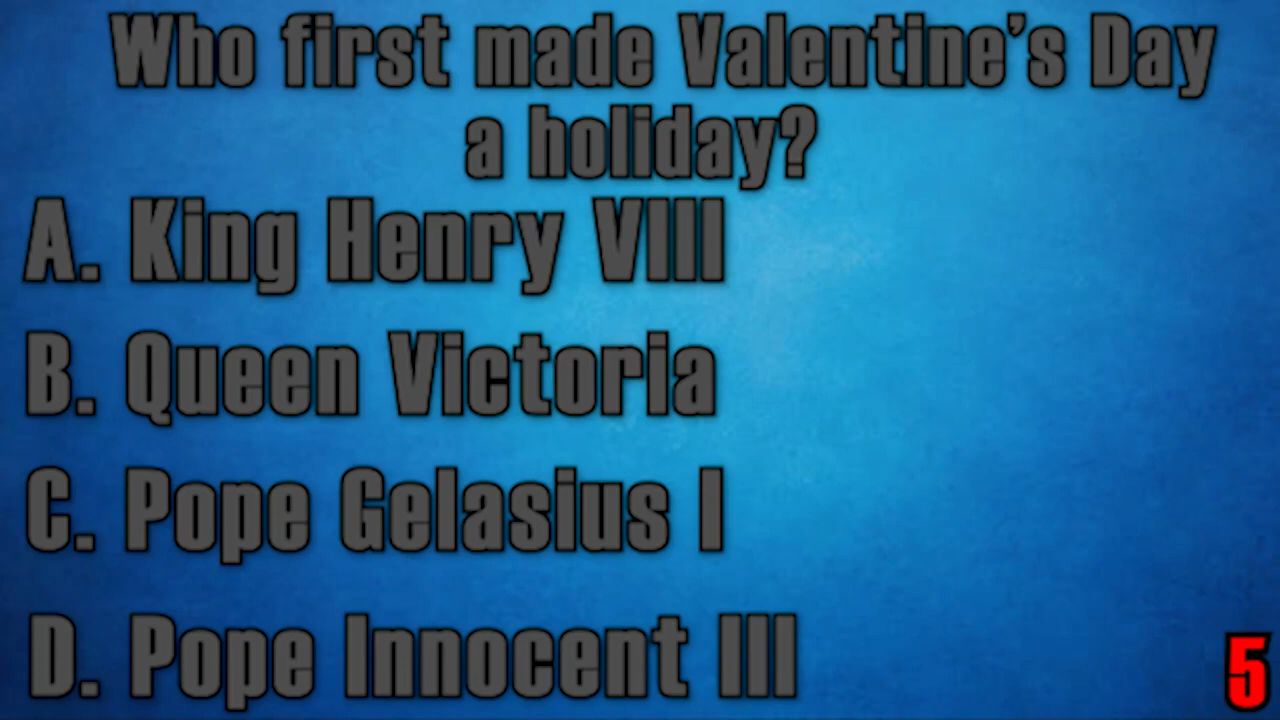 Who first made Valentine's Day
a holiday?
A. King Henry VIII
B. Queen Victoria
C. Pope Gelasius I
D. Pope Innocent III
5